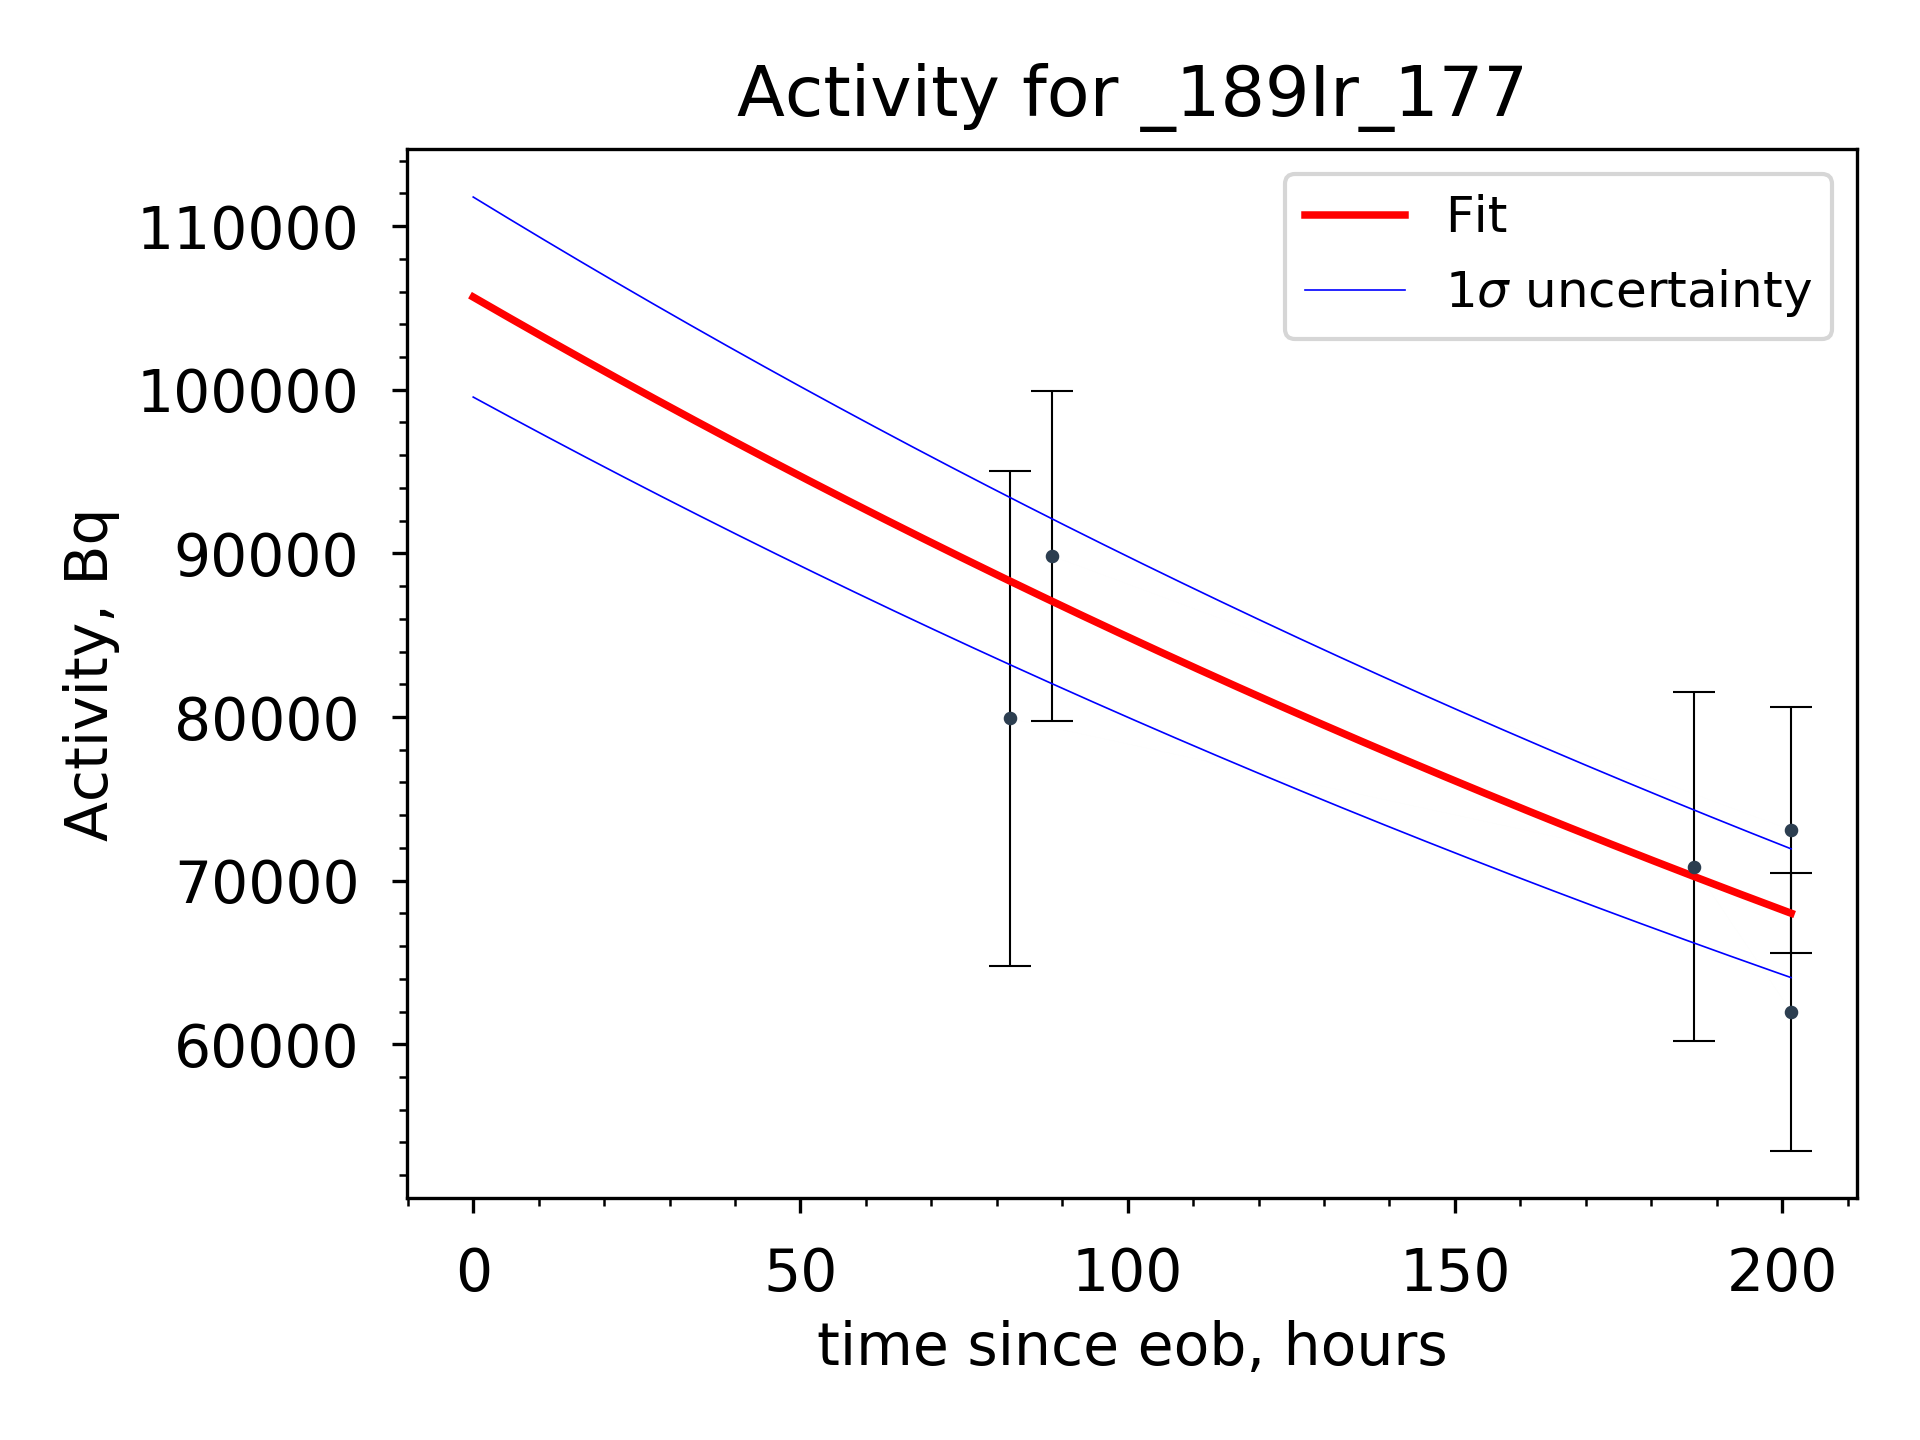 Activity for _189Ir_177
Fit
1σ uncertainty
Activity, Bq
110000
100000
90000
80000
70000
60000
0 50 100 150 200
time since eob, hours